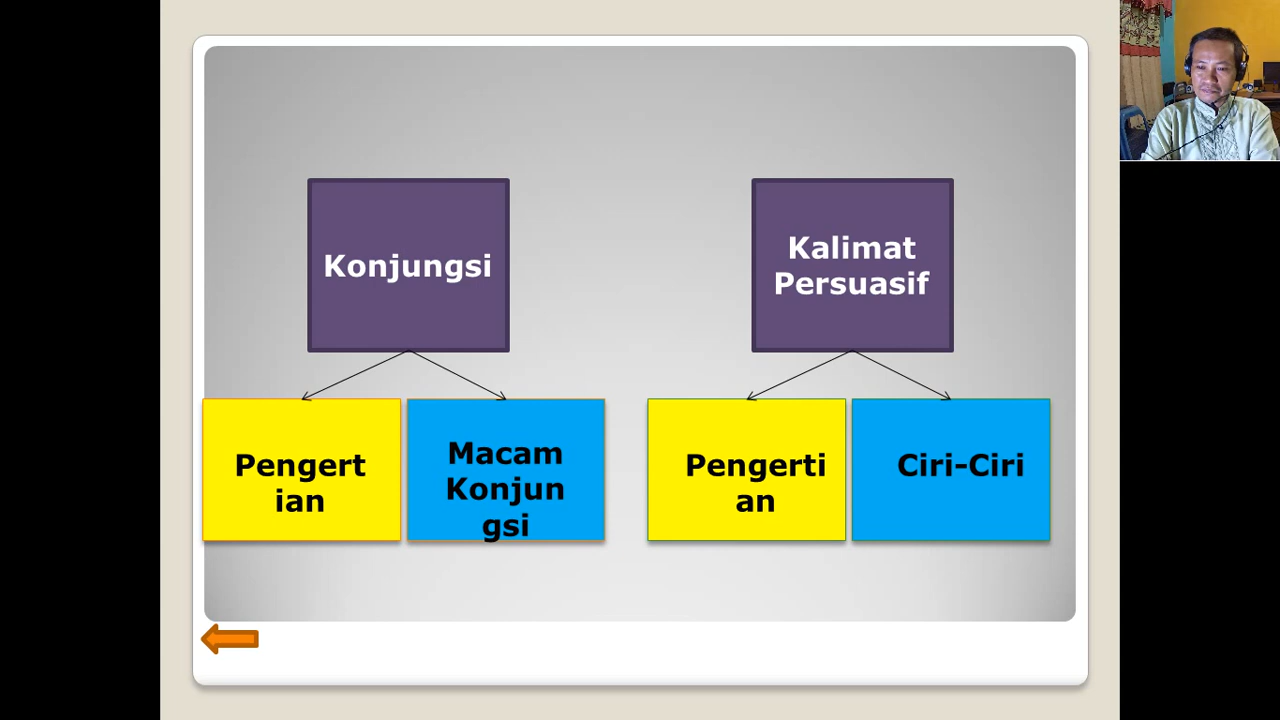 Konjungsi
Kalimat
Persuasif
Pengert
ian
Macam
Konjun
gsi
Pengerti
an
Ciri-Ciri